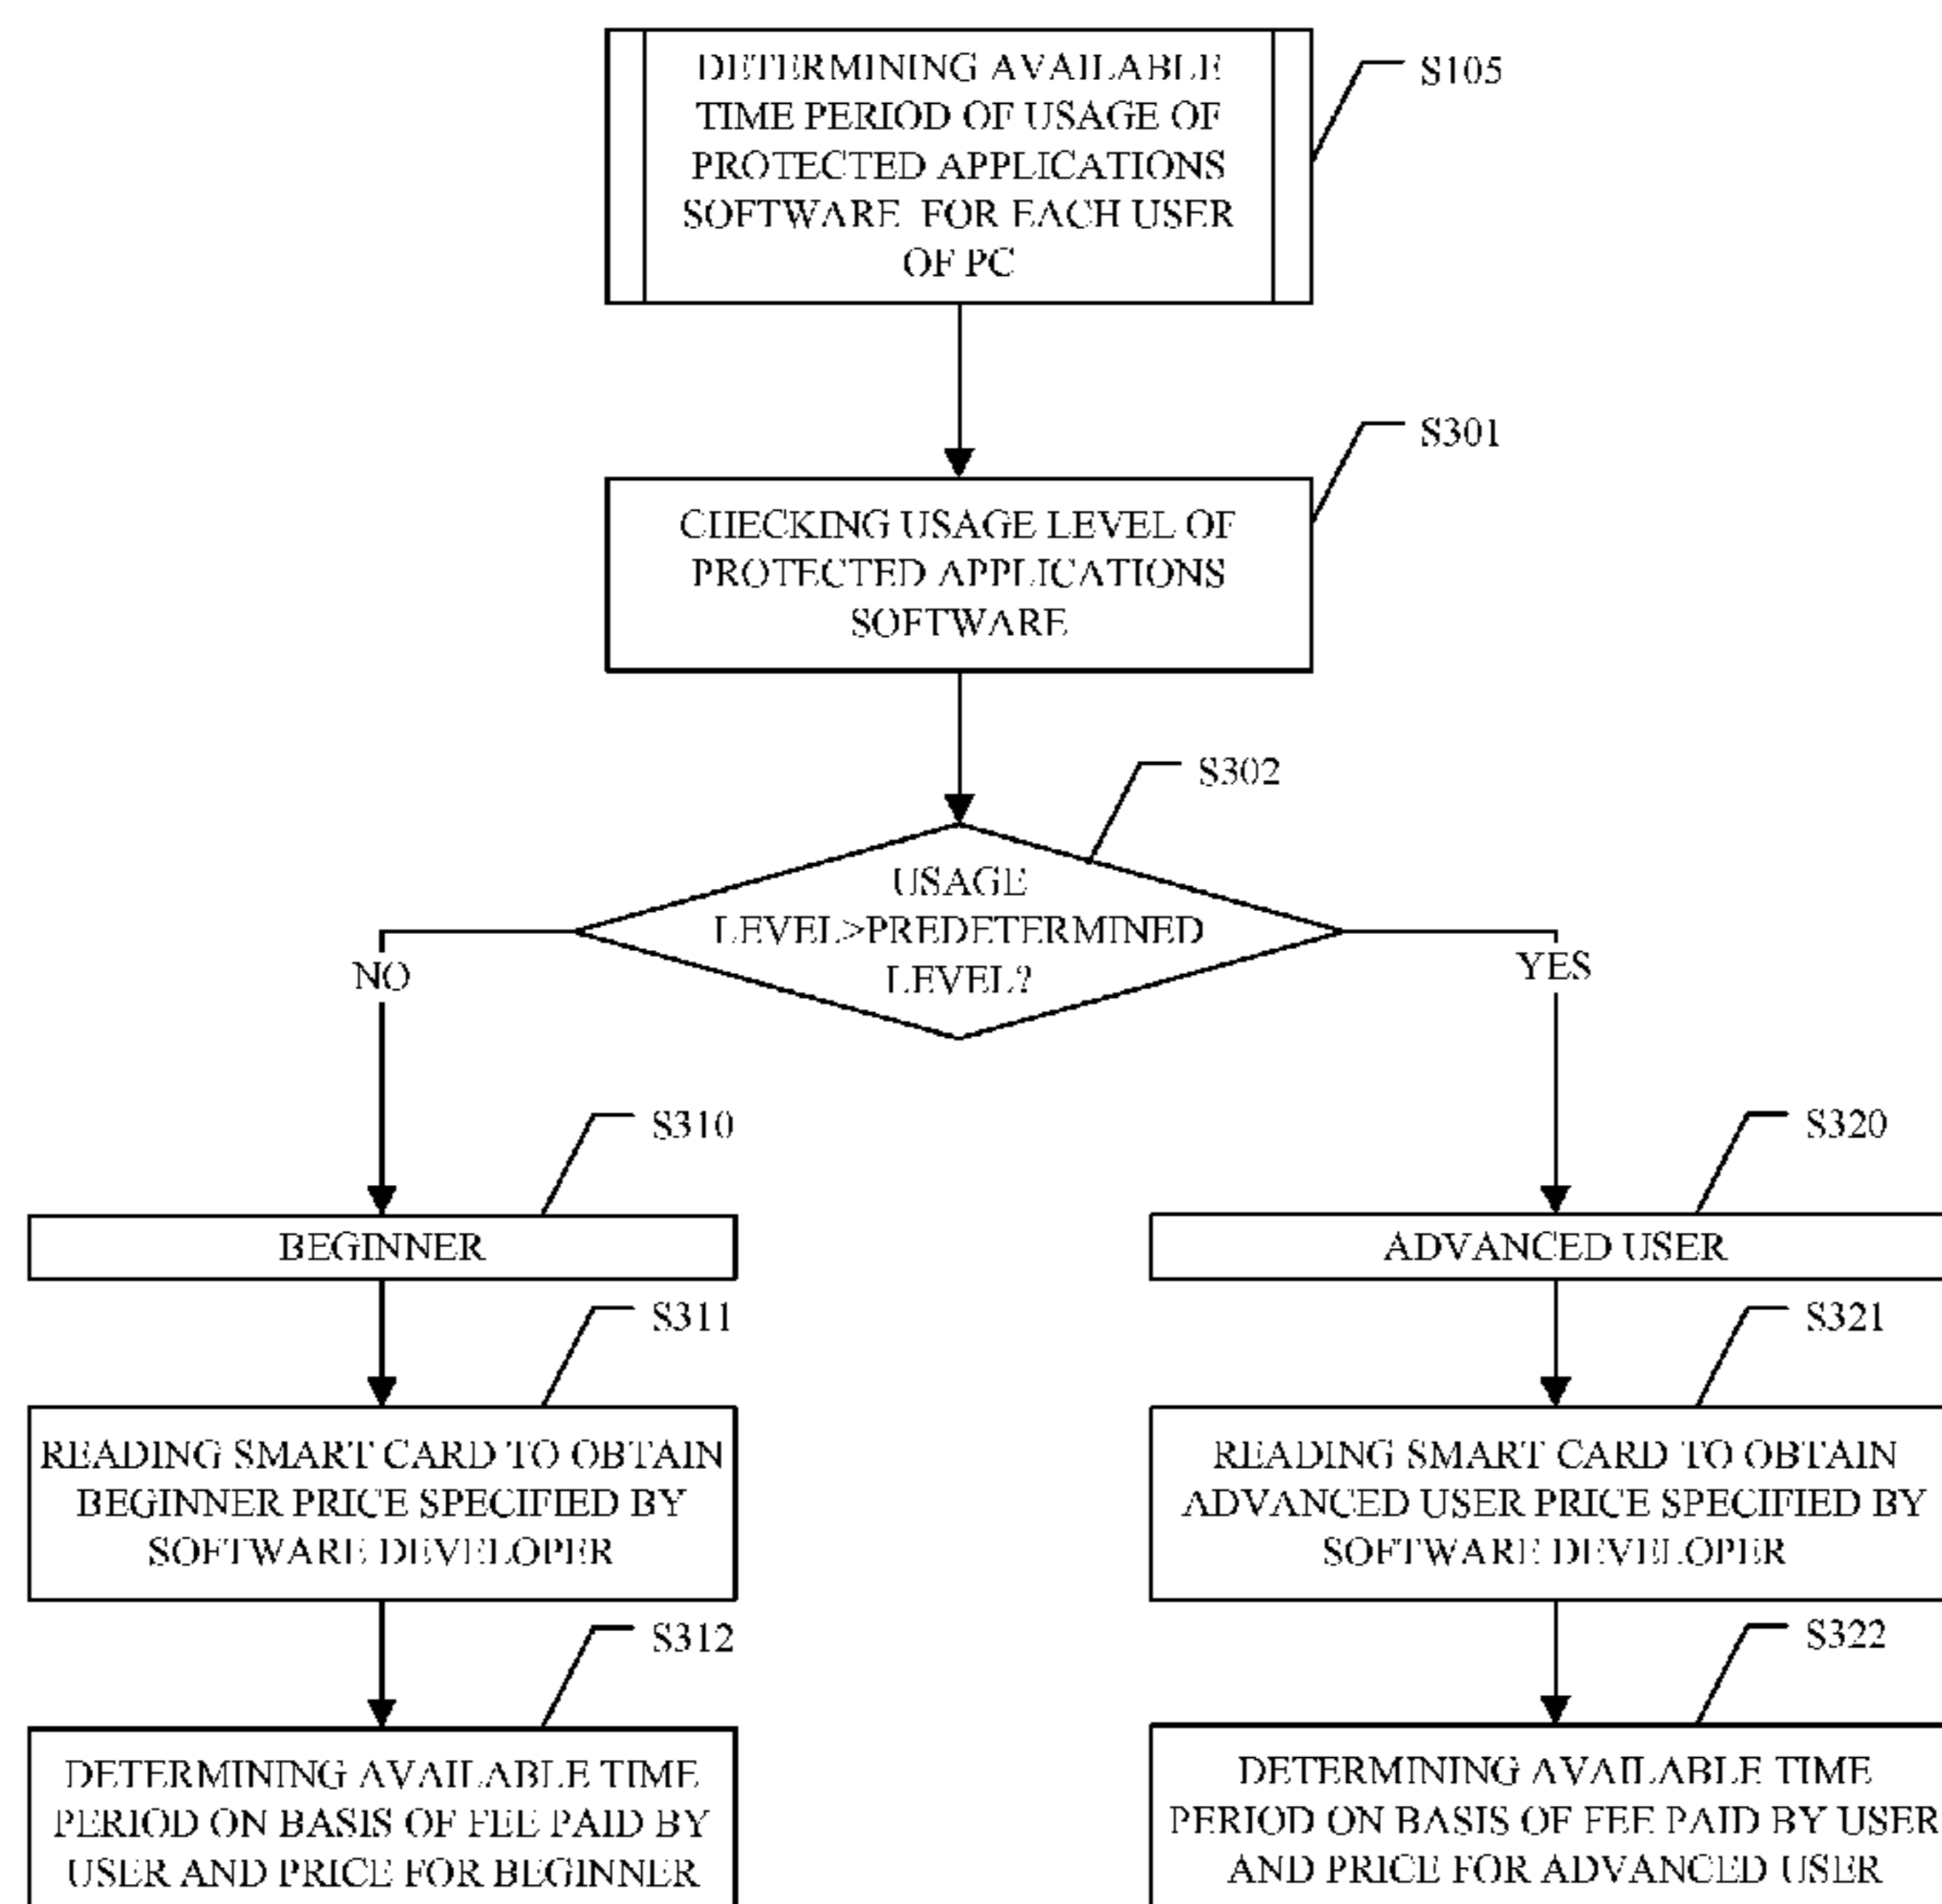 DETERMINING AVAILABLE
TIME PERIOD OF USAGE OF
PROTECTED APPLICATIONS
SOFTWARE FOR EACH USER
OF PC
S105
CHECKING USAGE LEVEL OF
PROTECTED APPLICATIONS
SOFTWARE
S301
USAGE
LEVEL>PREDETERMINED
LEVEL?
S302
NO
YES
S310
BEGINNER
S320
ADVANCED USER
S311
READING SMART CARD TO OBTAIN
BEGINNER PRICE SPECIFIED BY
SOFTWARE DEVELOPER
S321
READING SMART CARD TO OBTAIN
ADVANCED USER PRICE SPECIFIED BY
SOFTWARE DEVELOPER
S312
DETERMINING AVAILABLE TIME
PERIOD ON BASIS OF FEE PAID BY
USER AND PRICE FOR BEGINNER
S322
DETERMINING AVAILABLE TIME
PERIOD ON BASIS OF FEE PAID BY USER
AND PRICE FOR ADVANCED USER